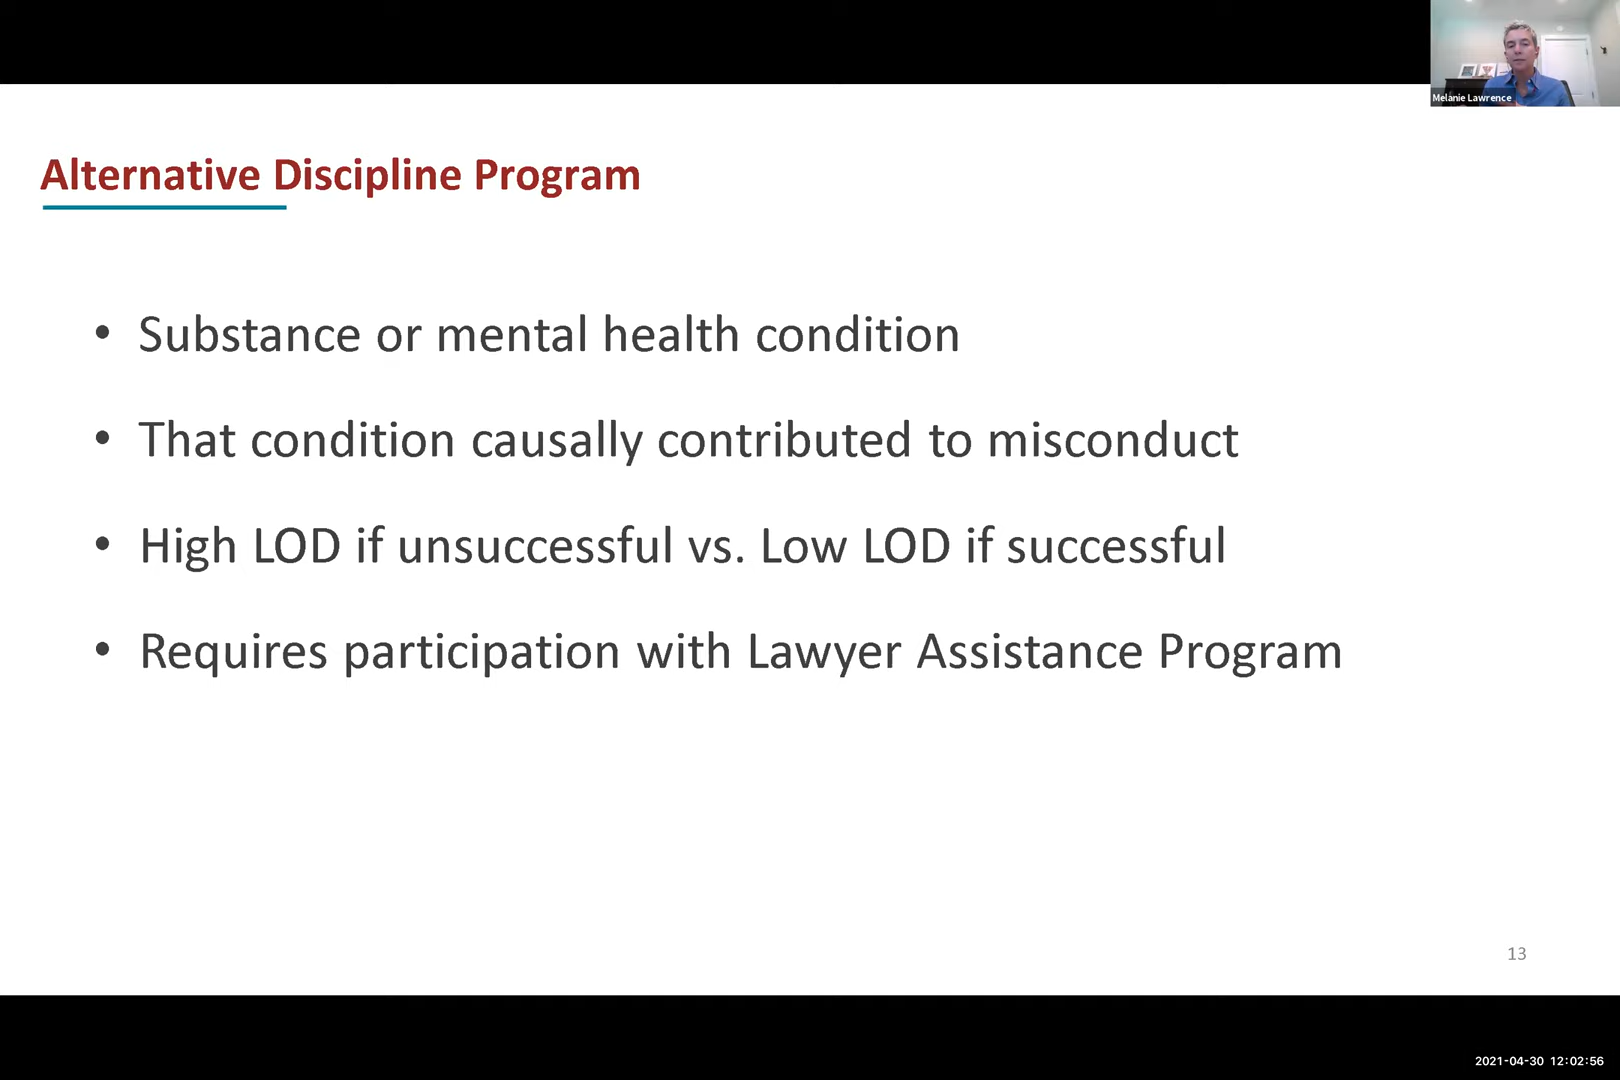 Melanie Lawrence
Alternative Discipline Program
• Substance or mental health condition
• That condition causally contributed to misconduct
• High LOD if unsuccessful vs. Low LOD if successful
• Requires participation with Lawyer Assistance Program
13
2021-04-30 12:02:56